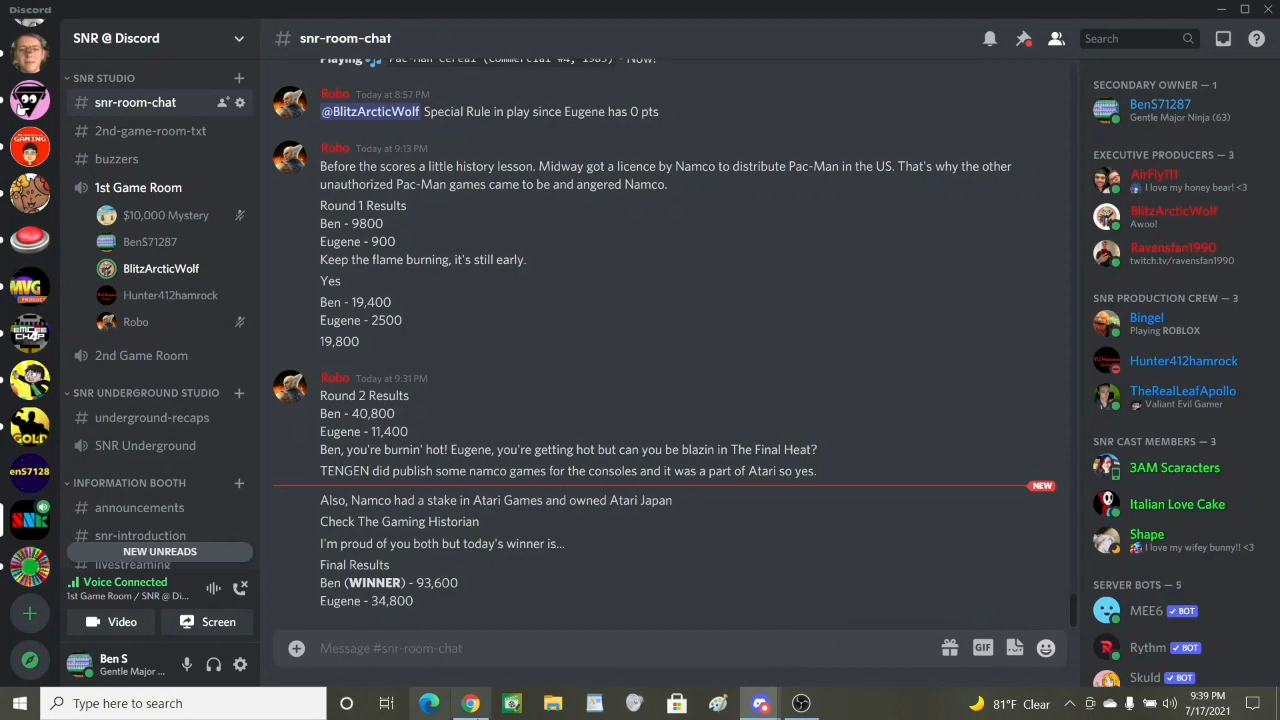 Discord
SNR @ Discord
SNR STUDIO
snr-room-chat
2nd-game-room-txt
buzzers
1st Game Room
$10,000 Mystery
BenS71287
BlitzArcticWolf
Hunter412hamrock
Robo
2nd Game Room
SNR UNDERGROUND STUDIO
underground-recaps
SNR Underground
INFORMATION BOOTH
announcements
snr-introduction
NEW UNREADS
livestreaming
Voice Connected
1st Game Room / SNR @ Di...
Video
Screen
Ben S
Gentle Major ...
GAMING
MVG
PRODUC
EMCEE
CHAP
GOLD
enS7128
SNR
# snr-room-chat
Search
Playing Pac-Man Cereal (Commercial #4, 1983) - Now!
Robo Today at 8:57 PM
@BlitzArcticWolf Special Rule in play since Eugene has 0 pts
Robo Today at 9:13 PM
Before the scores a little history lesson. Midway got a licence by Namco to distribute Pac-Man in the US. That's why the other
unauthorized Pac-Man games came to be and angered Namco.
Round 1 Results
Ben - 9800
Eugene - 900
Keep the flame burning, it's still early.
Yes
Ben - 19,400
Eugene - 2500
19,800
Robo Today at 9:31 PM
Round 2 Results
Ben - 40,800
Eugene - 11,400
Ben, you're burnin' hot! Eugene, you're getting hot but can you be blazin in The Final Heat?
TENGEN did publish some namco games for the consoles and it was a part of Atari so yes.
NEW
Also, Namco had a stake in Atari Games and owned Atari Japan
Check The Gaming Historian
I'm proud of you both but today's winner is...
Final Results
Ben (WINNER) - 93,600
Eugene - 34,800
Message #snr-room-chat
GIF
SECONDARY OWNER — 1
BenS71287
Gentle Major Ninja (63)
EXECUTIVE PRODUCERS — 3
AirFly111
I love my honey bear! <3
BlitzArcticWolf
Awoo!
Ravensfan1990
twitch.tv/ravensfan1990
SNR PRODUCTION CREW — 3
Bingel
Playing ROBLOX
Hunter412hamrock
TheRealLeafApollo
Valiant Evil Gamer
SNR CAST MEMBERS — 3
3AM Scaracters
Italian Love Cake
Shape
I love my wifey bunny!! <3
SERVER BOTS — 5
MEE6 ✓ BOT
Rythm ✓ BOT
Skuld ✓ BOT
Type here to search
81°F Clear
9:39 PM
7/17/2021